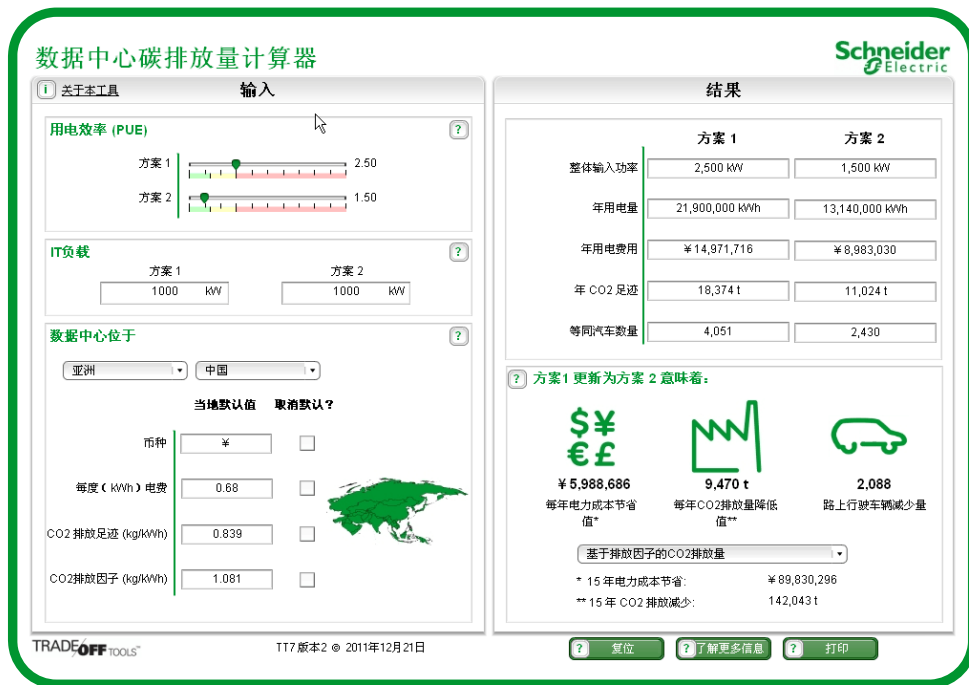 数据中心碳排放量计算器
Schneider
Electric
i 关于本工具
输入
用电效率 (PUE)
?
方案 1
2.50
方案 2
1.50
IT负载
?
方案 1
方案 2
1000 kW
1000 kW
数据中心位于
?
亚洲
中国
当地默认值 取消默认?
币种
¥
每度 ( kWh ) 电费
0.68
CO2 排放足迹 (kg/kWh)
0.839
CO2排放因子 (kg/kWh)
1.081
结果
方案 1
方案 2
整体输入功率
2,500 kW
1,500 kW
年用电量
21,900,000 kWh
13,140,000 kWh
年用电费用
¥14,971,716
¥8,983,030
年 CO2 足迹
18,374 t
11,024 t
等同汽车数量
4,051
2,430
? 方案1 更新为方案 2 意味着:
$¥
€£
¥ 5,988,686
每年电力成本节省
值*
9,470 t
每年CO2排放量降低
值**
2,088
路上行驶车辆减少量
基于排放因子的CO2排放量
* 15 年电力成本节省:
¥89,830,296
** 15 年 CO2 排放减少:
142,043 t
TRADE OFF TOOLS™
TT7 版本2 © 2011年12月21日
? 复位
? 了解更多信息
? 打印